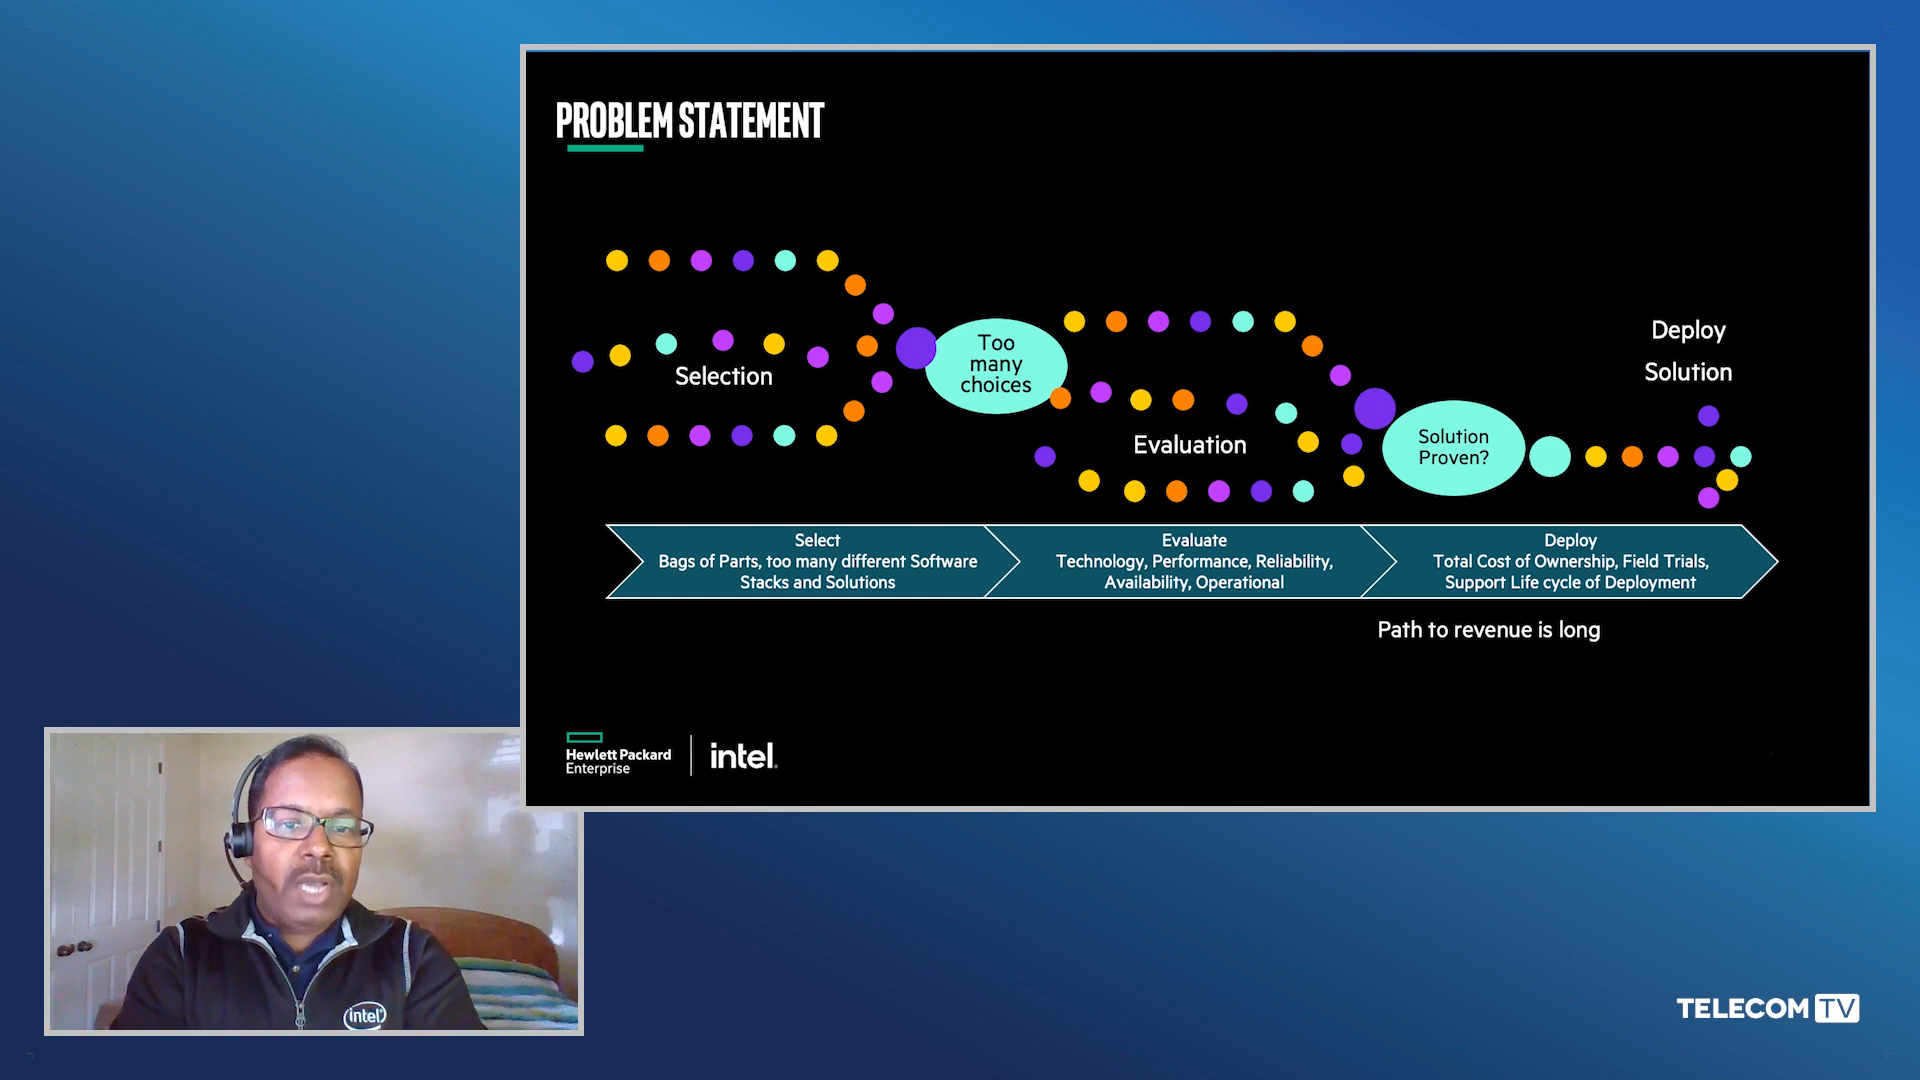 PROBLEM STATEMENT
Selection
Too
many
choices
Evaluation
Solution
Proven?
Deploy
Solution
Select
Bags of Parts, too many different Software
Stacks and Solutions
Evaluate
Technology, Performance, Reliability,
Availability, Operational
Deploy
Total Cost of Ownership, Field Trials,
Support Life cycle of Deployment
Path to revenue is long
Hewlett Packard
Enterprise
intel.
intel
TELECOM TV